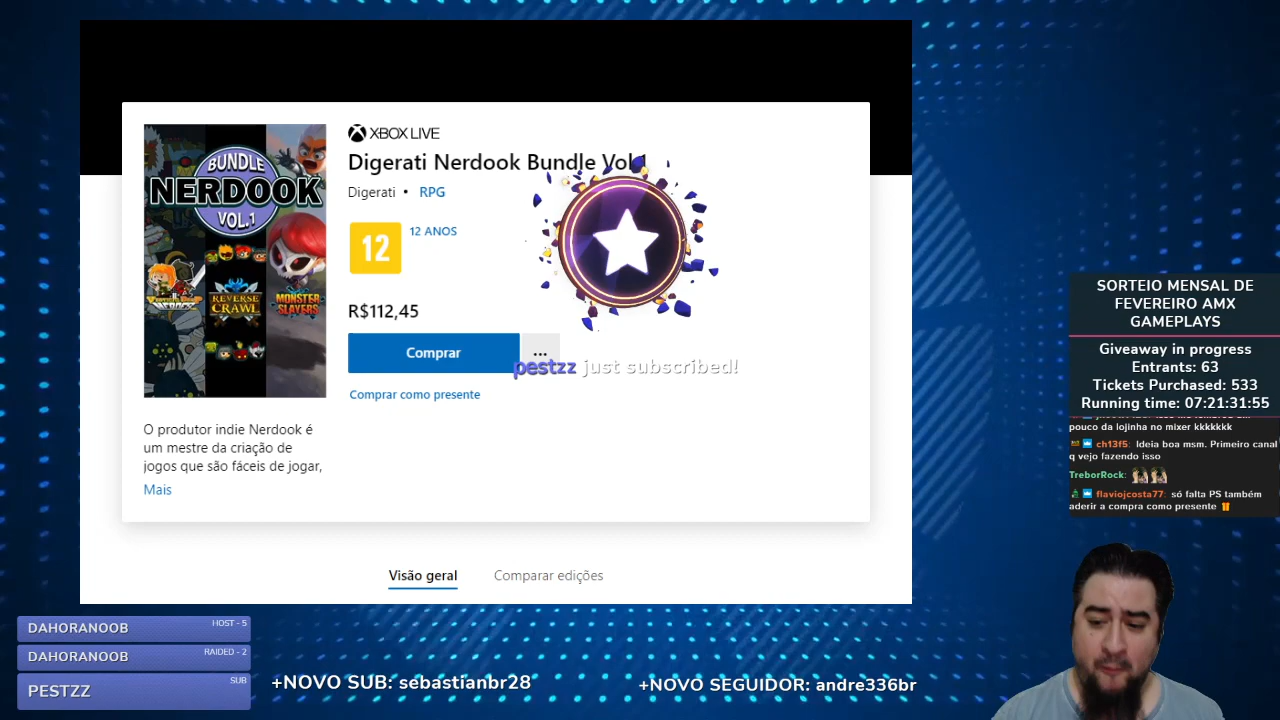 XBOX LIVE
Digerati Nerdook Bundle Vol.1
Digerati • RPG
12
12 ANOS
R$112,45
Comprar
...
Comprar como presente
BUNDLE
NERDOOK
VOL.1
REVERSE
CRAWL
MONSTER
SLAYERS
O produtor indie Nerdook é
um mestre da criação de
jogos que são fáceis de jogar,
Mais
Visão geral
Comparar edições
pestzz just subscribed!
SORTEIO MENSAL DE
FEVEREIRO AMX
GAMEPLAYS
Giveaway in progress
Entrants: 63
Tickets Purchased: 533
Running time: 07:21:31:55
pouco da lojinha no mixer kkkkkkk
ch13f5: Ideia boa msm. Primeiro canal
q vejo fazendo isso
TreborRock:
flaviojcosta77: só falta PS também
aderir a compra como presente
DAHORANOOB
HOST - 5
DAHORANOOB
RAIDED - 2
PESTZZ
SUB
+NOVO SUB: sebastianbr28
+NOVO SEGUIDOR: andre336br